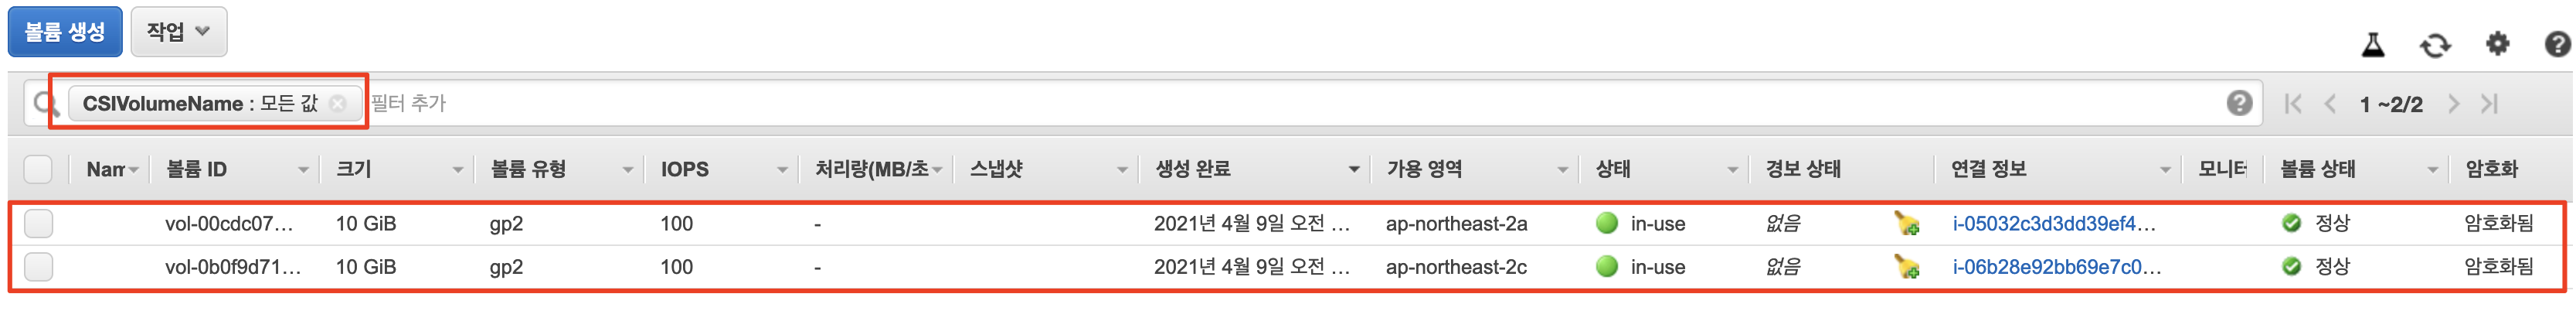 볼륨 생성 작업
CSIVolumeName : 모든 값 필터 추가 1 ~2/2
Nam 볼륨 ID 크기 볼륨 유형 IOPS 처리량(MB/초 스냅샷 생성 완료 가용 영역 상태 경보 상태 연결 정보 모니터 볼륨 상태 암호화
vol-00cdc07... 10 GiB gp2 100 - 2021년 4월 9일 오전 ... ap-northeast-2a in-use 없음 i-05032c3d3dd39ef4... 정상 암호화됨
vol-0b0f9d71... 10 GiB gp2 100 - 2021년 4월 9일 오전 ... ap-northeast-2c in-use 없음 i-06b28e92bb69e7c0... 정상 암호화됨